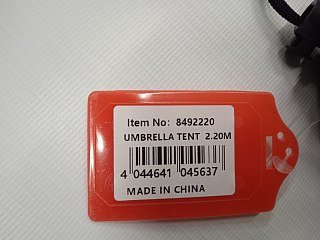 Item No: 8492220
UMBRELLA TENT 2.20M
4 044641 045637
MADE IN CHINA